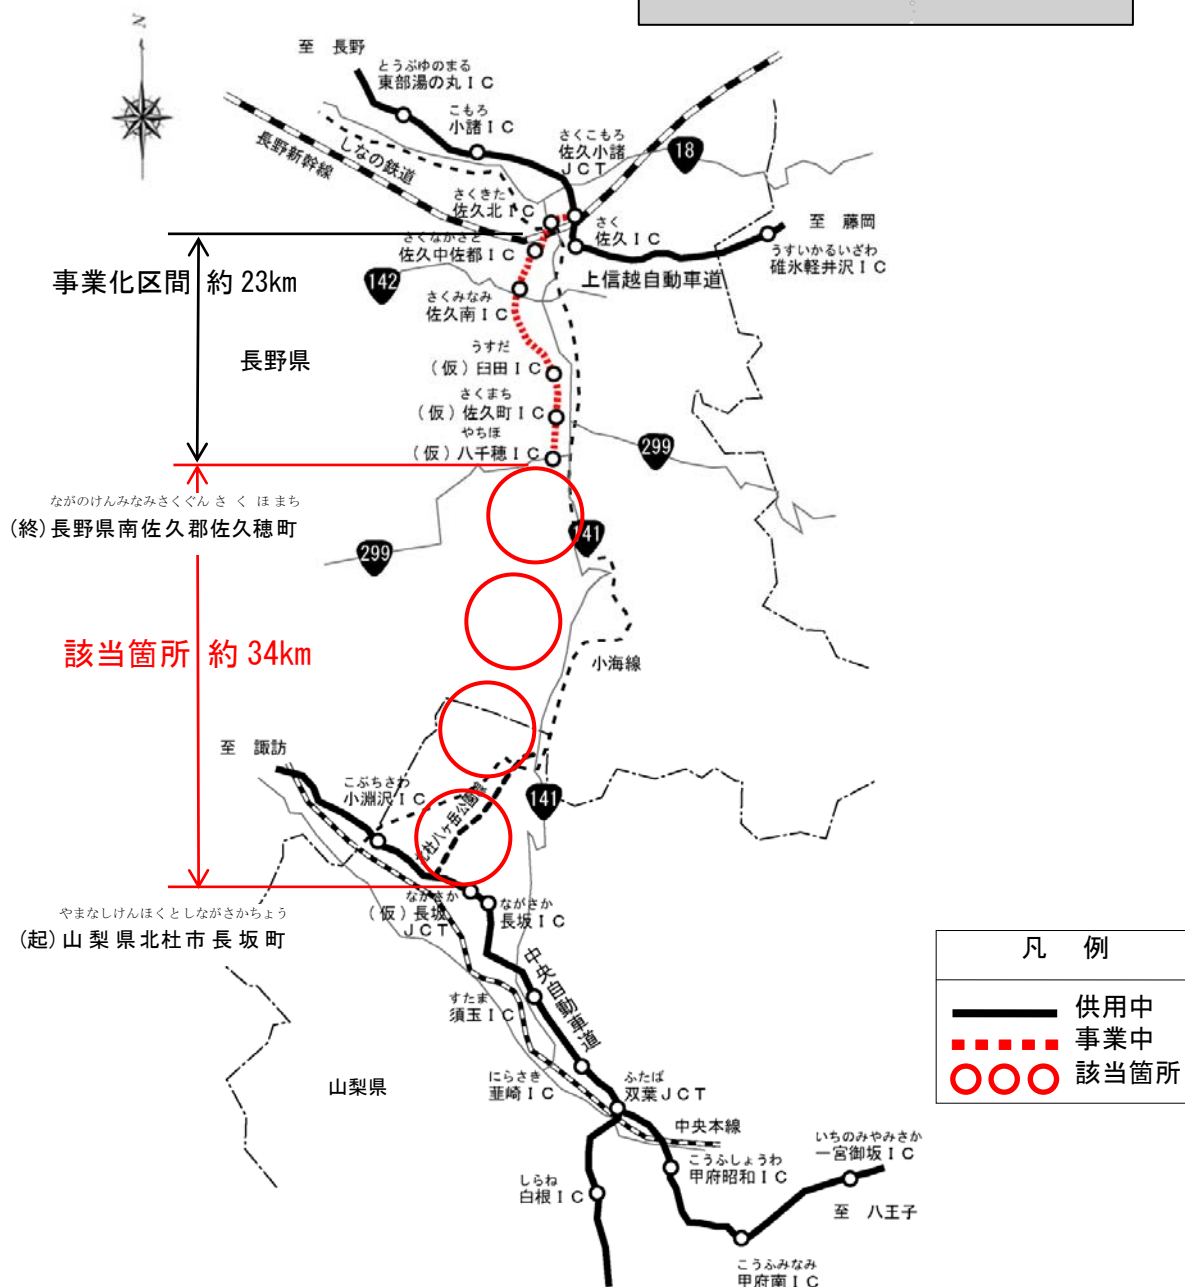 N
至　長野
とうぶゆのまる
東部湯の丸ＩＣ
こもろ
小諸ＩＣ
さくこもろ
佐久小諸
ＪＣＴ
18
長野新幹線
しなの鉄道
さくきた
佐久北ＩＣ
さく
佐久ＩＣ
至　藤岡
うすいかるいざわ
碓氷軽井沢ＩＣ
さくなかさと
佐久中佐都ＩＣ
上信越自動車道
事業化区間 約 23km
142
さくみなみ
佐久南ＩＣ
長野県
うすだ
（仮）臼田ＩＣ
さくまち
（仮）佐久町ＩＣ
やちほ
（仮）八千穂ＩＣ
299
ながのけんみなみさくぐん さ く ほ まち
(終)長野県南佐久郡佐久穂町
141
299
該当箇所 約 34km
小海線
至　諏訪
こぶちさわ
小淵沢ＩＣ
141
ながさか
（仮）長坂
ＪＣＴ
ながさか
長坂ＩＣ
やまなしけんほくとしながさかちょう
(起)山梨県北杜市長坂町
中央自動車道
凡　例
供用中
事業中
該当箇所
すたま
須玉ＩＣ
山梨県
にらさき
韮崎ＩＣ
ふたば
双葉ＪＣＴ
中央本線
こうふしょうわ
甲府昭和ＩＣ
いちのみやみさか
一宮御坂ＩＣ
しらね
白根ＩＣ
至　八王子
こうふみなみ
甲府南ＩＣ